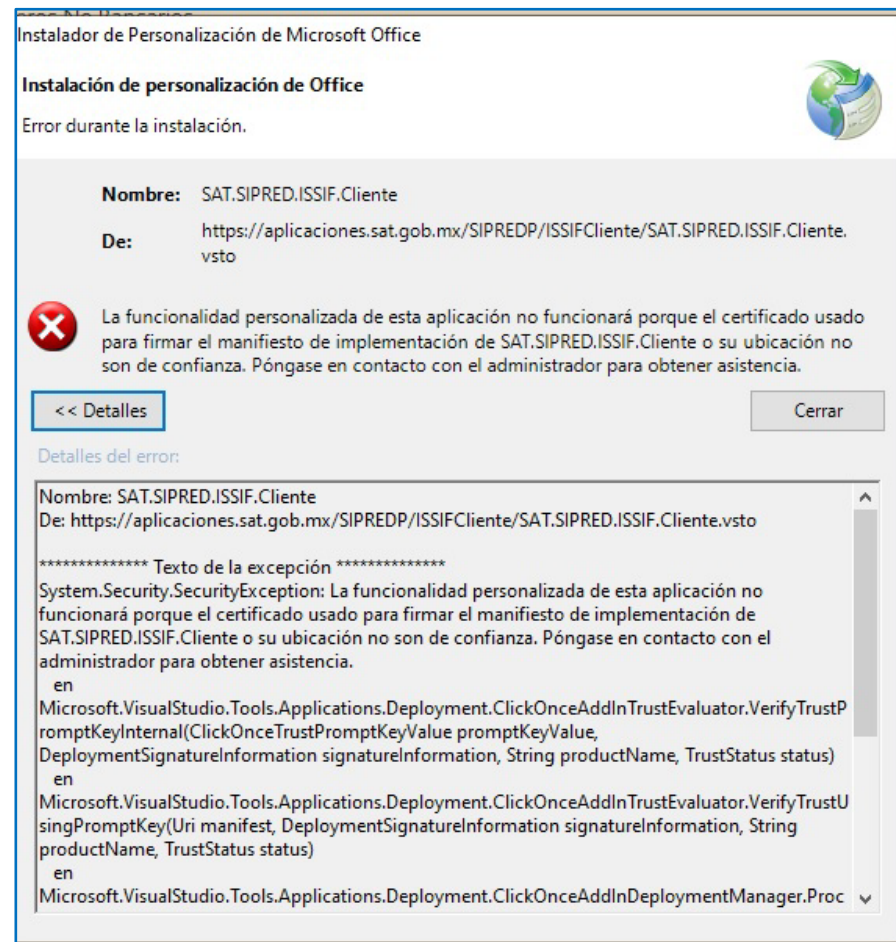 Instalador de Personalización de Microsoft Office
Instalación de personalización de Office
Error durante la instalación.
Nombre: SAT.SIPRED.ISSIF.Cliente
De: https://aplicaciones.sat.gob.mx/SIPREDP/ISSIFCliente/SAT.SIPRED.ISSIF.Cliente.
vsto
La funcionalidad personalizada de esta aplicación no funcionará porque el certificado usado
para firmar el manifiesto de implementación de SAT.SIPRED.ISSIF.Cliente o su ubicación no
son de confianza. Póngase en contacto con el administrador para obtener asistencia.
<< Detalles
Cerrar
Detalles del error:
Nombre: SAT.SIPRED.ISSIF.Cliente
De: https://aplicaciones.sat.gob.mx/SIPREDP/ISSIFCliente/SAT.SIPRED.ISSIF.Cliente.vsto
************** Texto de la excepción **************
System.Security.SecurityException: La funcionalidad personalizada de esta aplicación no
funcionará porque el certificado usado para firmar el manifiesto de implementación de
SAT.SIPRED.ISSIF.Cliente o su ubicación no son de confianza. Póngase en contacto con el
administrador para obtener asistencia.
en
Microsoft.VisualStudio.Tools.Applications.Deployment.ClickOnceAddInTrustEvaluator.VerifyTrustP
romptKeyInternal(ClickOnceTrustPromptKeyValue promptKeyValue,
DeploymentSignatureInformation signatureInformation, String productName, TrustStatus status)
en
Microsoft.VisualStudio.Tools.Applications.Deployment.ClickOnceAddInTrustEvaluator.VerifyTrustU
singPromptKey(Uri manifest, DeploymentSignatureInformation signatureInformation, String
productName, TrustStatus status)
en
Microsoft.VisualStudio.Tools.Applications.Deployment.ClickOnceAddInDeploymentManager.Proc